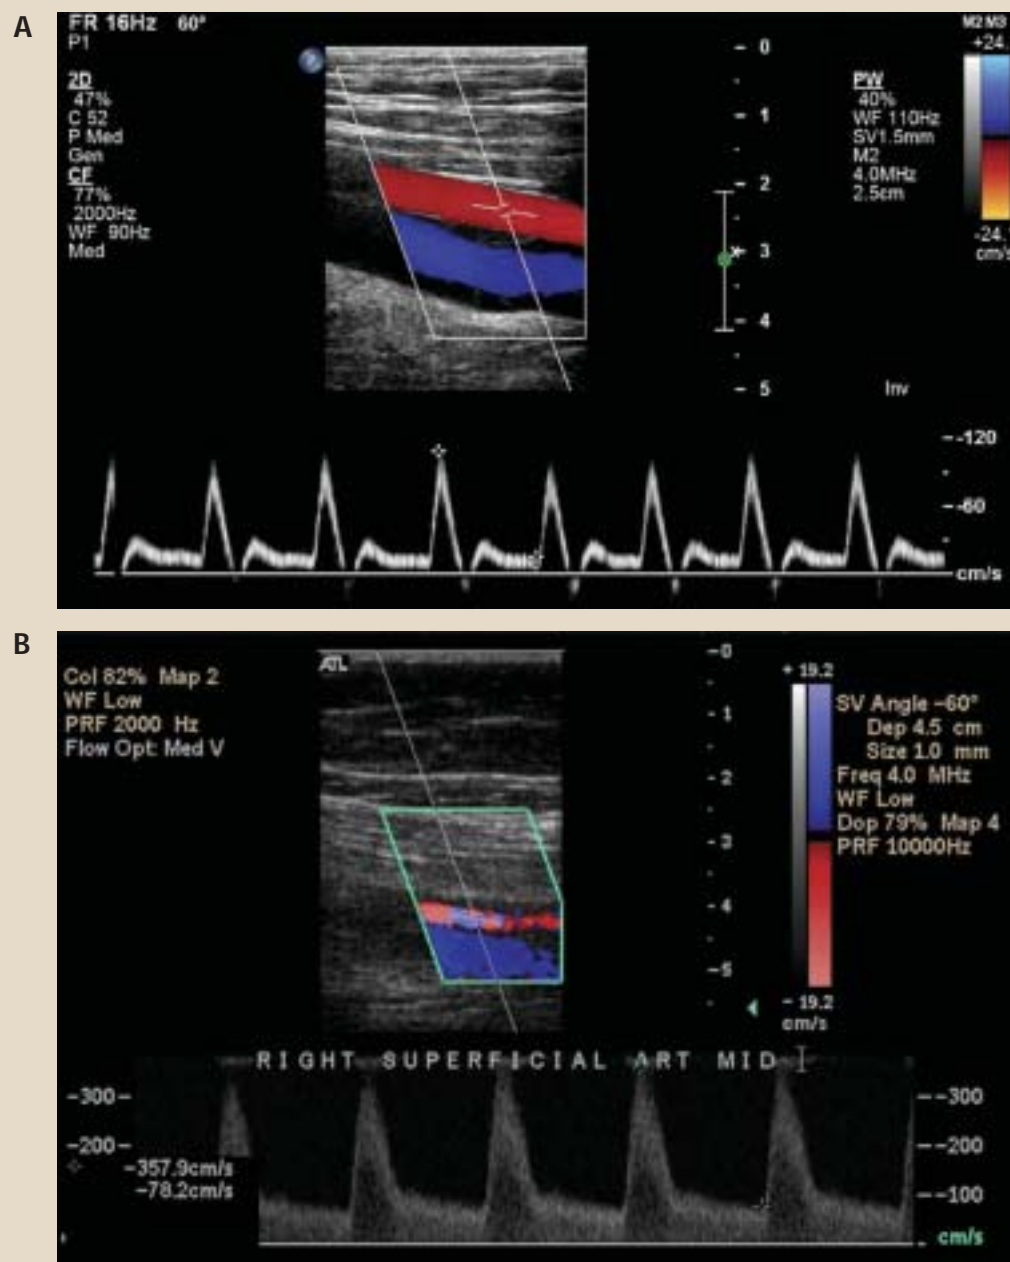 A
FR 16Hz 60°
P1
2D
47%
C 52
P Med
Gen
CF
77%
2000Hz
WF 90Hz
Med
0
1
2
3
4
5
PW
40%
WF 110Hz
SV1.5mm
M2
4.0MHz
2.5cm
M2 M3
+24.
-24.
cm/s
Inv
-120
-60
cm/s
B
Col 82% Map 2
WF Low
PRF 2000 Hz
Flow Opt: Med V
ATL
0
1
2
3
4
5
+ 19.2
- 19.2
cm/s
SV Angle -60°
Dep 4.5 cm
Size 1.0 mm
Freq 4.0 MHz
WF Low
Dop 79% Map 4
PRF 10000Hz
RIGHT SUPERFICIAL ART MID
-300
-200
-357.9cm/s
-78.2cm/s
-300
-200
-100
cm/s